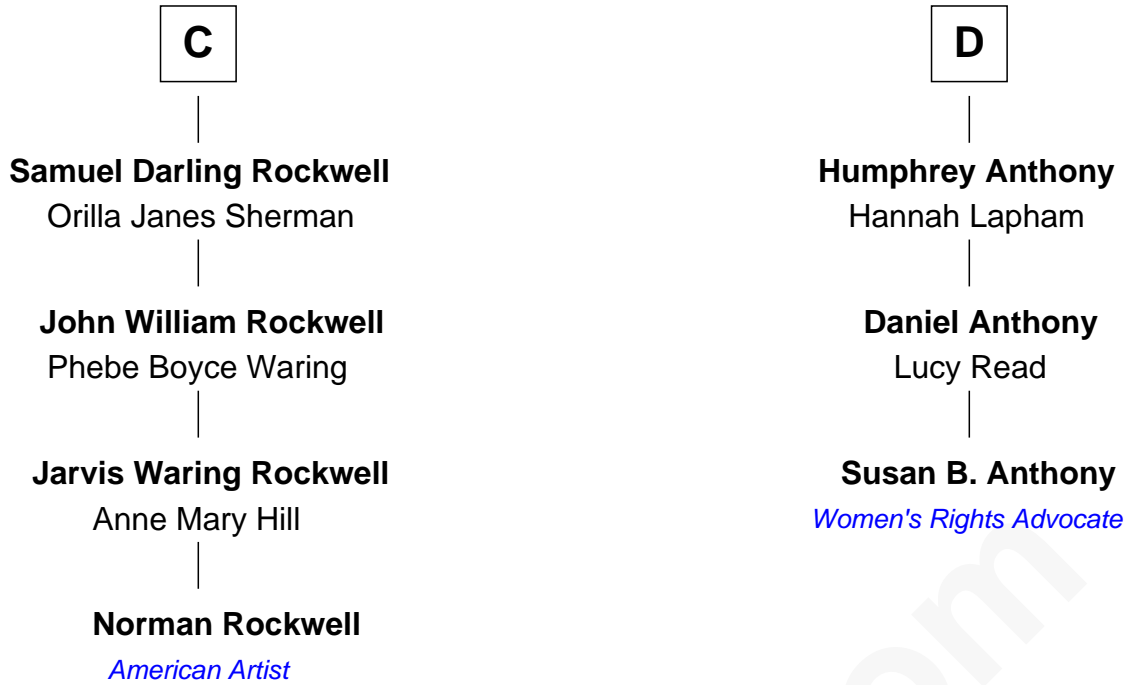 C
Samuel Darling Rockwell
Orilla Janes Sherman
John William Rockwell
Phebe Boyce Waring
Jarvis Waring Rockwell
Anne Mary Hill
Norman Rockwell
American Artist
D
Humphrey Anthony
Hannah Lapham
Daniel Anthony
Lucy Read
Susan B. Anthony
Women's Rights Advocate
om